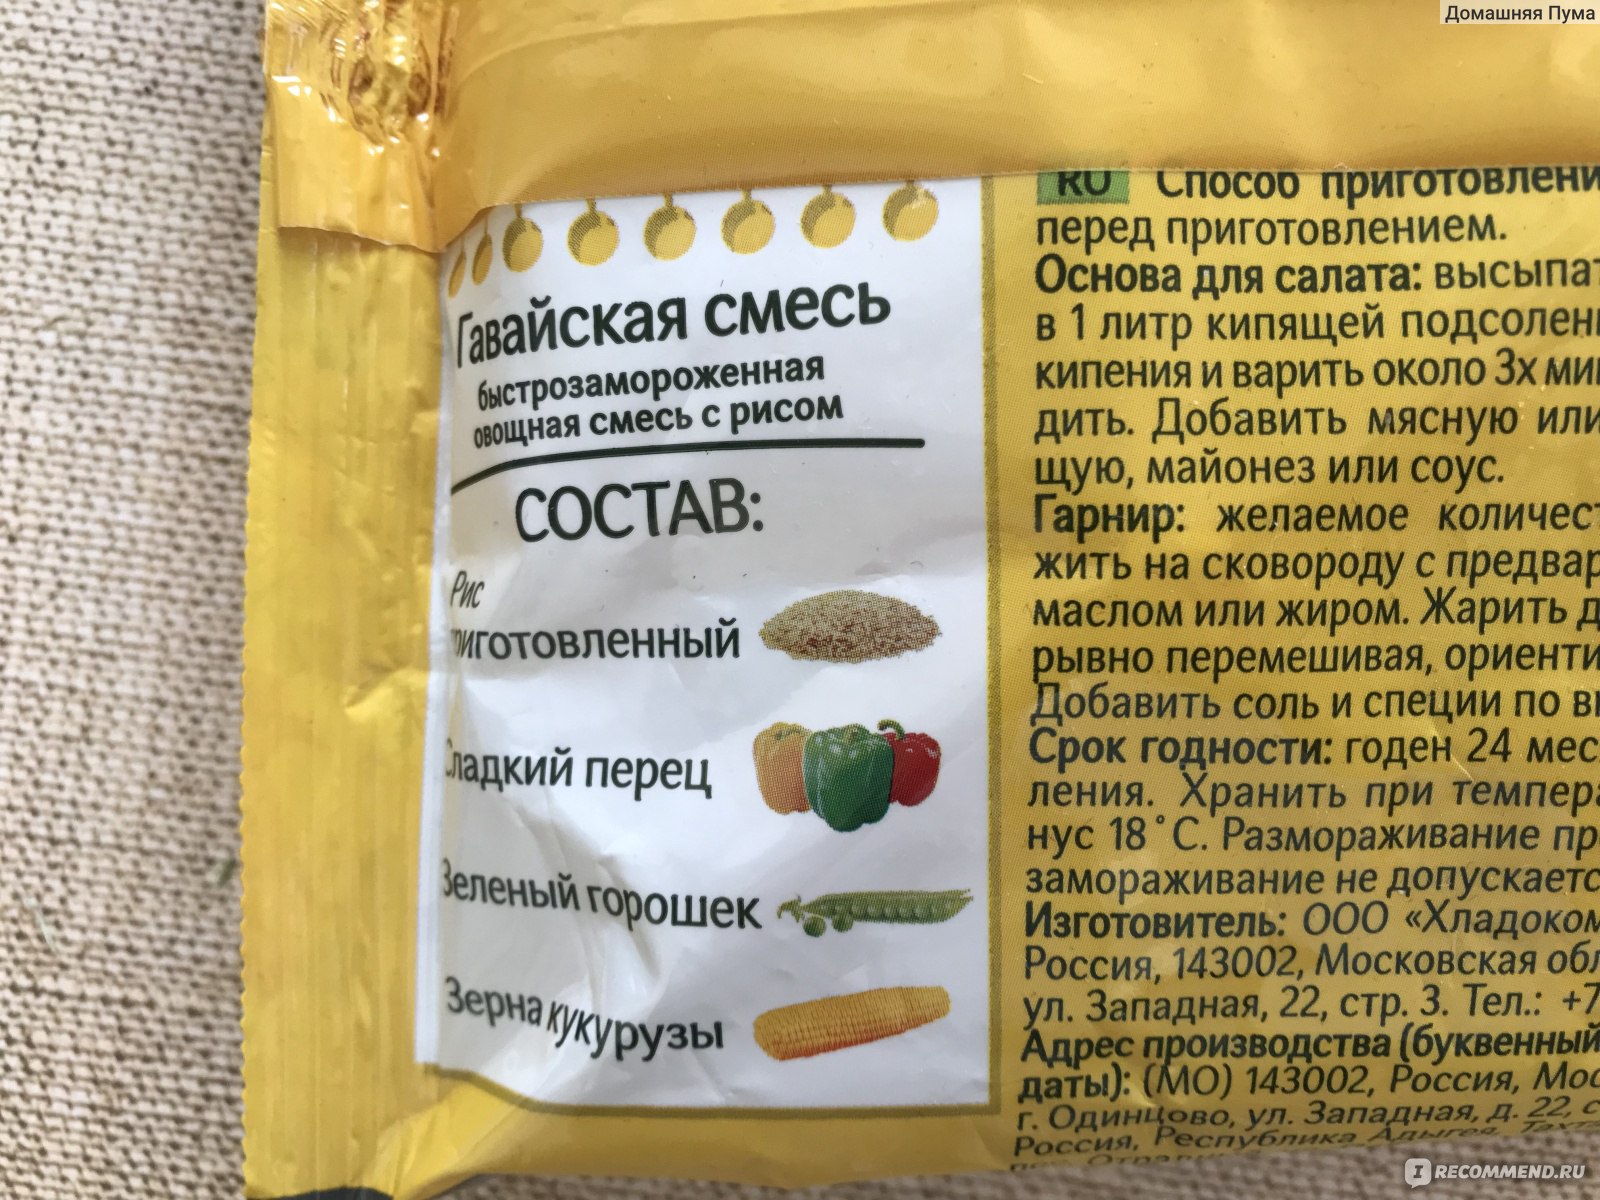 Домашняя Пума
Гавайская смесь
быстрозамороженная
овощная смесь с рисом
СОСТАВ:
Рис
приготовленный
Сладкий перец
Зеленый горошек
Зерна кукурузы
RU Способ приготовлени
перед приготовлением.
Основа для салата: высыпат
в 1 литр кипящей подсолен
кипения и варить около 3х ми
дить. Добавить мясную или
щую, майонез или соус.
Гарнир: желаемое количест
жить на сковороду с предвар
маслом или жиром. Жарить д
рывно перемешивая, ориенти
Добавить соль и специи по в
Срок годности: годен 24 мес
ления. Хранить при темпера
нус 18°С. Размораживание п
замораживание не допускаетс
Изготовитель: ООО «Хладоком
Россия, 143002, Московская обл
ул. Западная, 22, стр. 3. Тел.: +7
Адрес производства (буквенный
даты): (МО) 143002, Россия, Мос
г. Одинцово, ул. Западная, д. 22, с
Россия, Республика Адыгея, Тахт
IRECOMMEND.RU